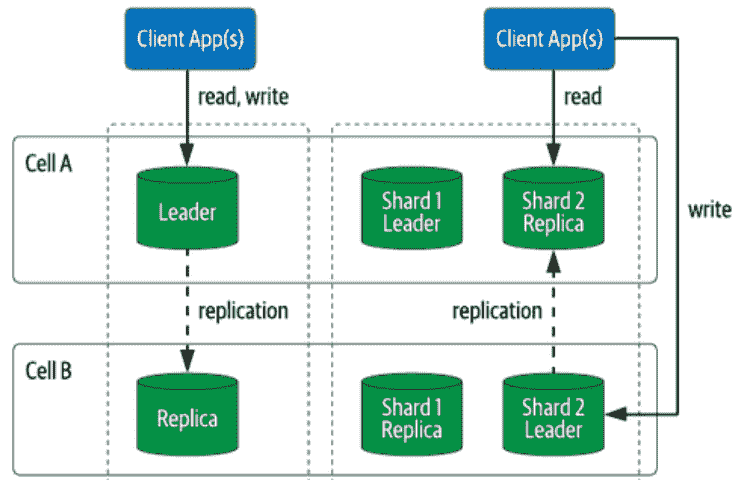 Client App(s)
Client App(s)
read, write
read
Cell A
Leader
Shard 1
Leader
Shard 2
Replica
write
replication
replication
Cell B
Replica
Shard 1
Replica
Shard 2
Leader